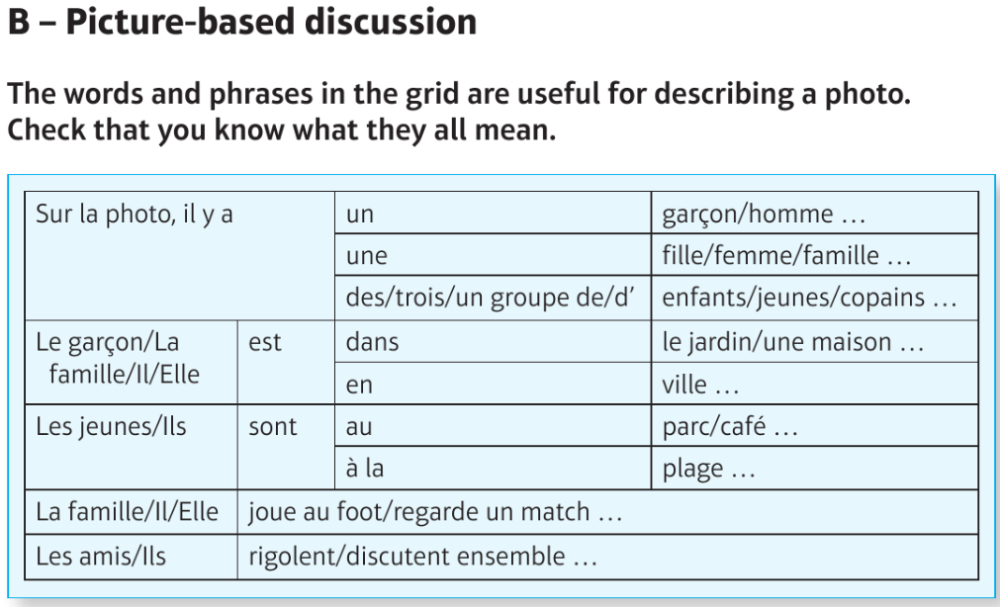 B – Picture-based discussion
The words and phrases in the grid are useful for describing a photo.
Check that you know what they all mean.
Sur la photo, il y a un garçon/homme …
une fille/femme/famille …
des/trois/un groupe de/d’ enfants/jeunes/copains …
Le garçon/La est dans le jardin/une maison …
famille/Il/Elle en ville …
Les jeunes/Ils sont au parc/café …
à la plage …
La famille/Il/Elle joue au foot/regarde un match …
Les amis/Ils rigolent/discutent ensemble …